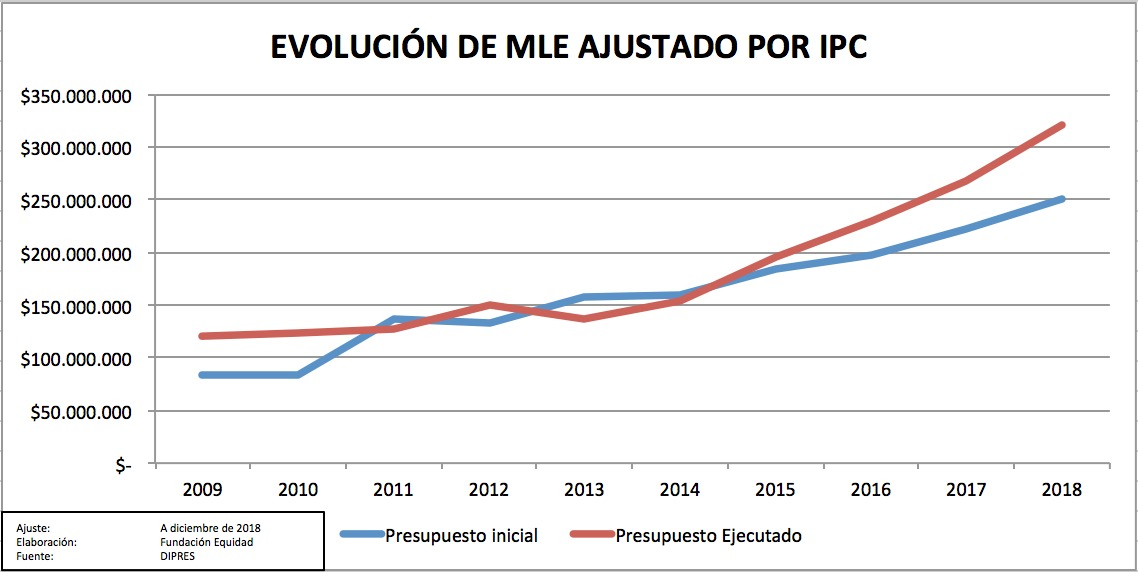 EVOLUCIÓN DE MLE AJUSTADO POR IPC
$350.000.000
$300.000.000
$250.000.000
$200.000.000
$150.000.000
$100.000.000
$50.000.000
$-
2009 2010 2011 2012 2013 2014 2015 2016 2017 2018
Presupuesto inicial Presupuesto Ejecutado
Ajuste: A diciembre de 2018
Elaboración: Fundación Equidad
Fuente: DIPRES